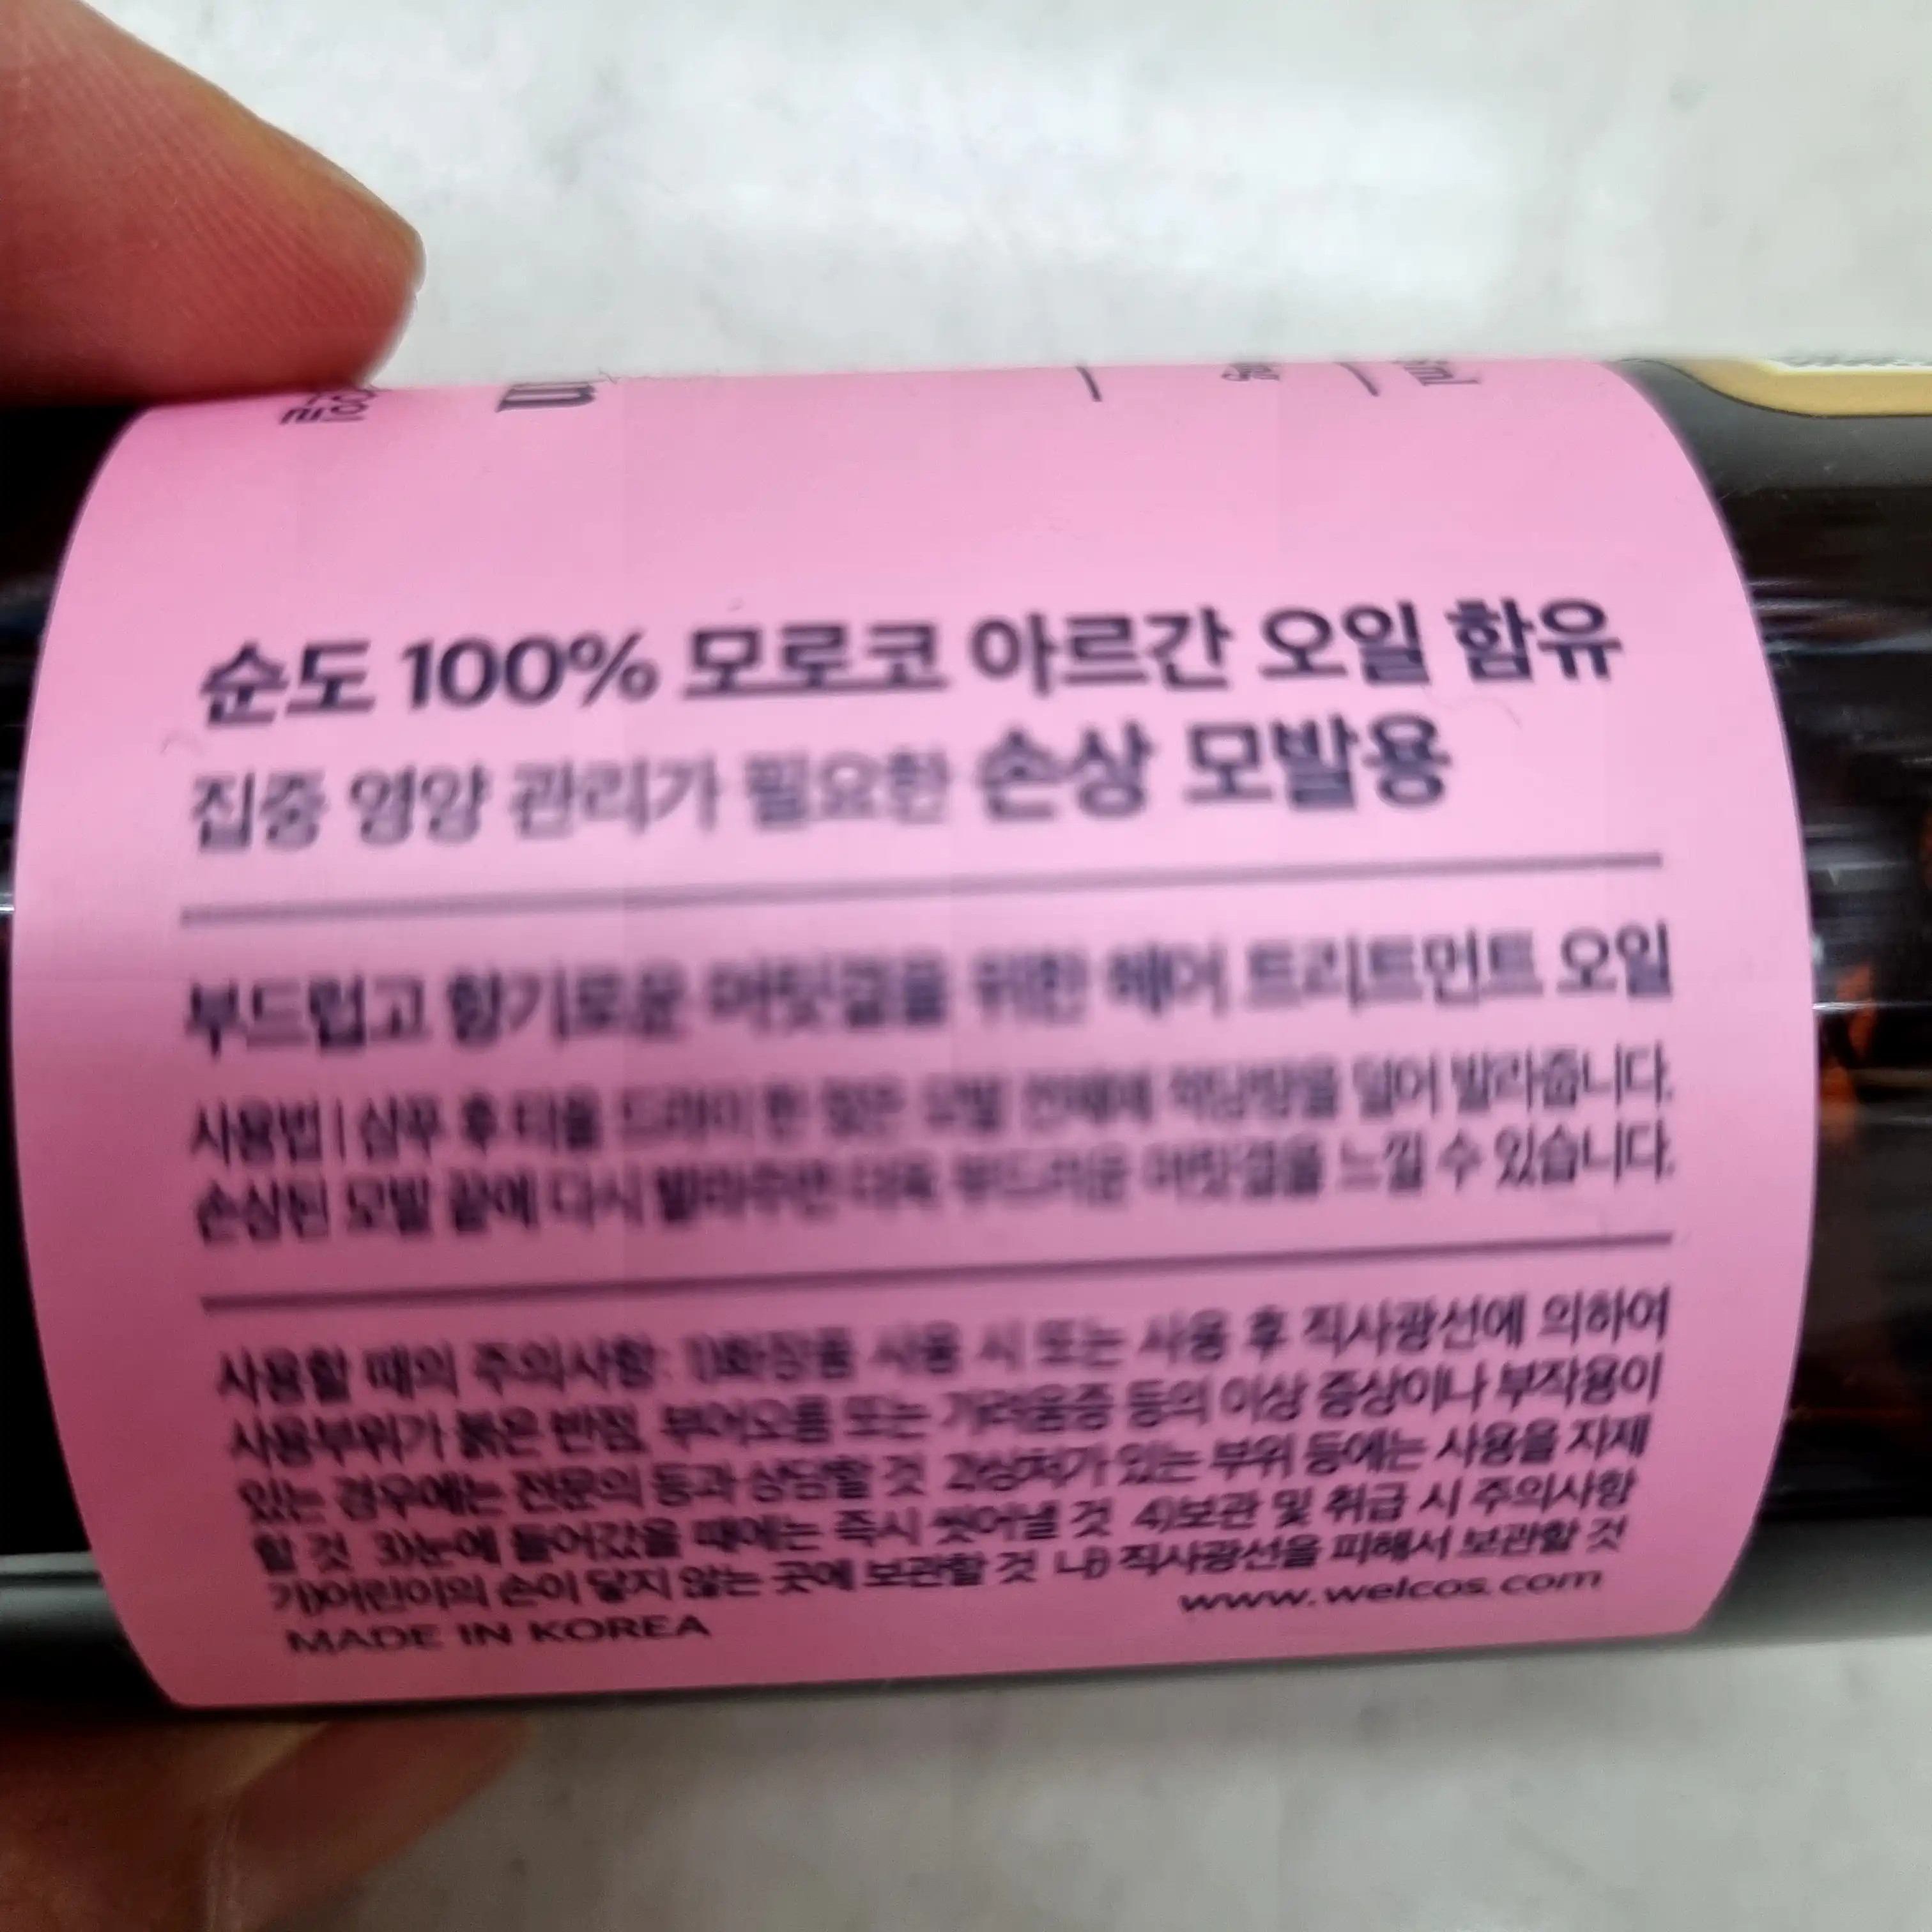 순도 100% 모로코 아르간 오일 함유
집중 영양 관리가 필요한 손상 모발용
부드럽고 향기로운 머릿결을 위한 헤어 트리트먼트 오일
사용법 | 샴푸 후 타올 드라이 한 젖은 모발 전체에 적당량을 덜어 발라줍니다.
손상된 모발 끝에 다시 발라주면 더욱 부드러운 머릿결을 느낄 수 있습니다.
사용할 때의 주의사항: 1)화장품 사용 시 또는 사용 후 직사광선에 의하여
사용부위가 붉은 반점, 부어오름 또는 가려움증 등의 이상 증상이나 부작용이
있는 경우에는 전문의 등과 상담할 것 2)상처가 있는 부위 등에는 사용을 자제
할 것 3)눈에 들어갔을 때에는 즉시 씻어낼 것 4)보관 및 취급 시 주의사항
가)어린이의 손이 닿지 않는 곳에 보관할 것 나) 직사광선을 피해서 보관할 것
MADE IN KOREA www.welcos.com